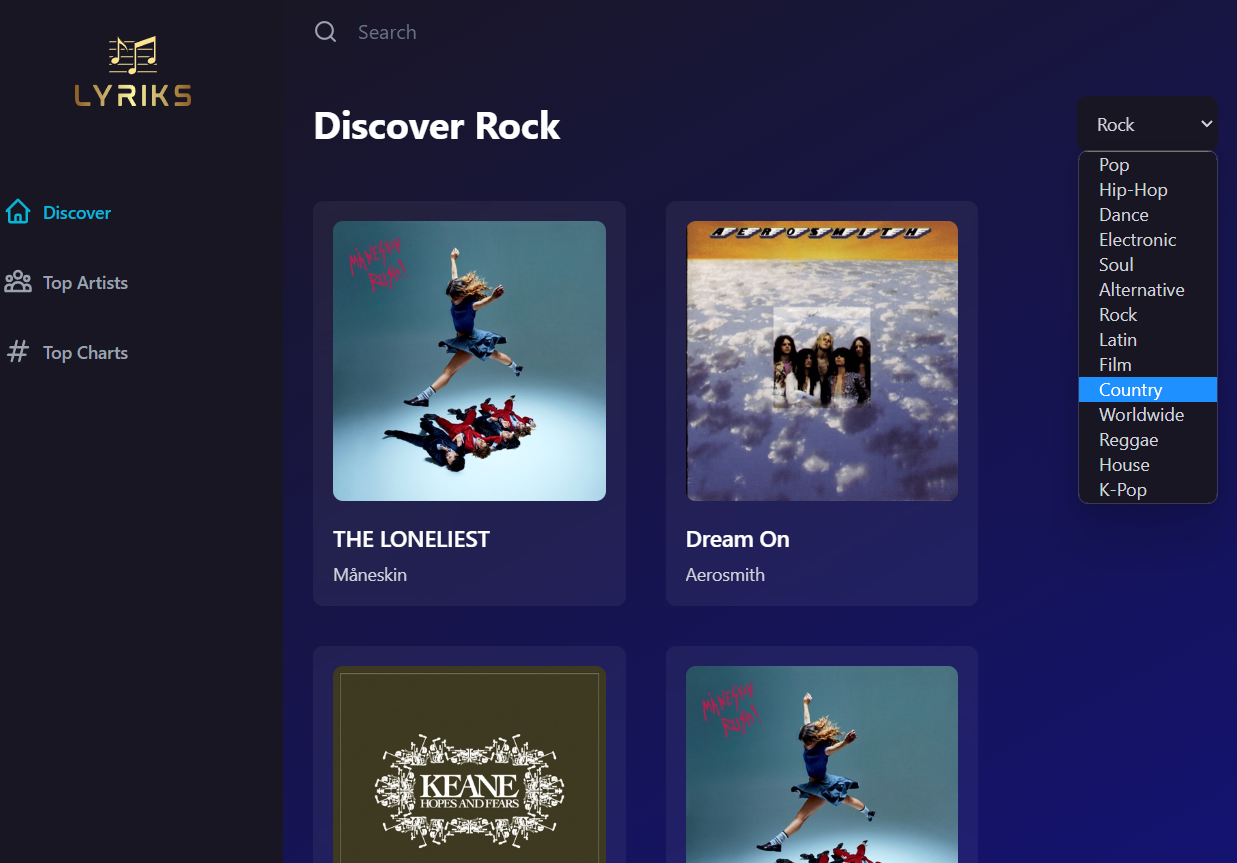 LYRIKS
Search
Discover Rock
Rock
Pop
Hip-Hop
Dance
Electronic
Soul
Alternative
Rock
Latin
Film
Country
Worldwide
Reggae
House
K-Pop
Discover
Top Artists
Top Charts
MÅNESKIN
RUSH!
AEROSMITH
THE LONELIEST
Måneskin
Dream On
Aerosmith
KEANE
HOPES AND FEARS
MÅNESKIN
RUSH!